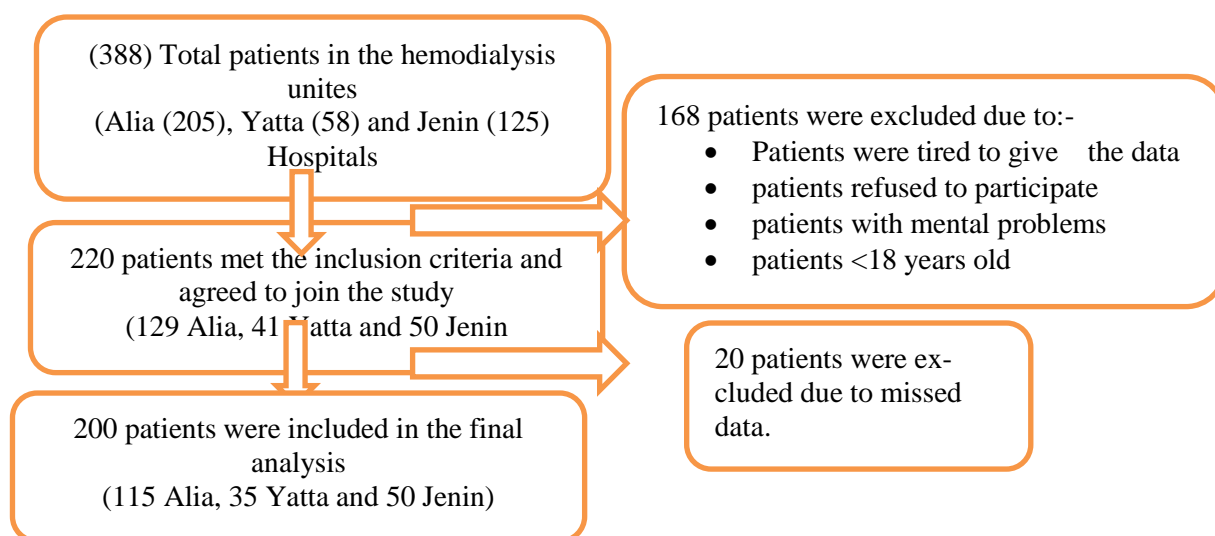 (388) Total patients in the hemodialysis
unites
(Alia (205), Yatta (58) and Jenin (125)
Hospitals
168 patients were excluded due to:-
• Patients were tired to give the data
• patients refused to participate
• patients with mental problems
• patients <18 years old
220 patients met the inclusion criteria and
agreed to join the study
(129 Alia, 41 Yatta and 50 Jenin
20 patients were ex-
cluded due to missed
data.
200 patients were included in the final
analysis
(115 Alia, 35 Yatta and 50 Jenin)